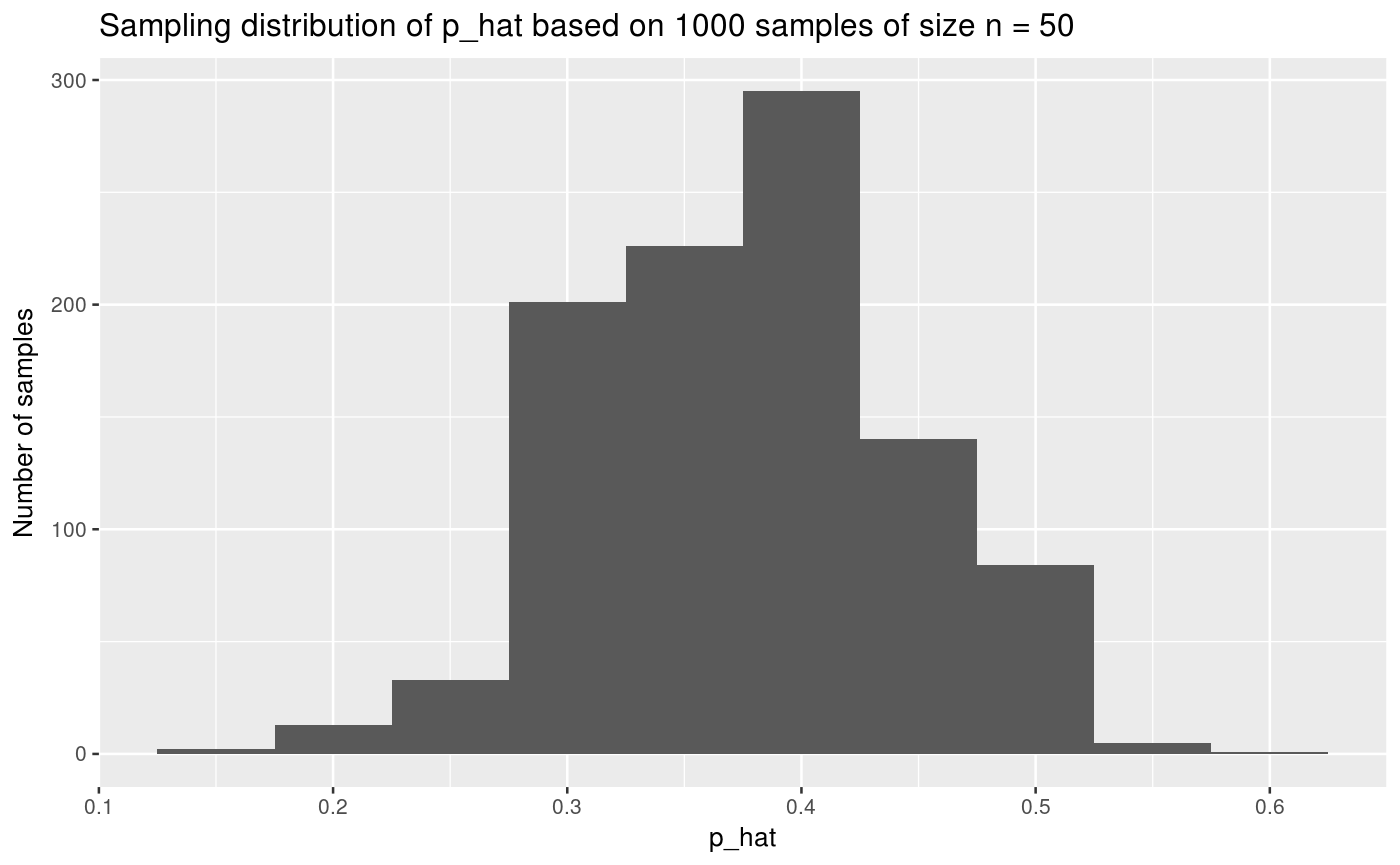 Sampling distribution of p_hat based on 1000 samples of size n = 50
300
200
100
0
Number of samples
0.1 0.2 0.3 0.4 0.5 0.6
p_hat